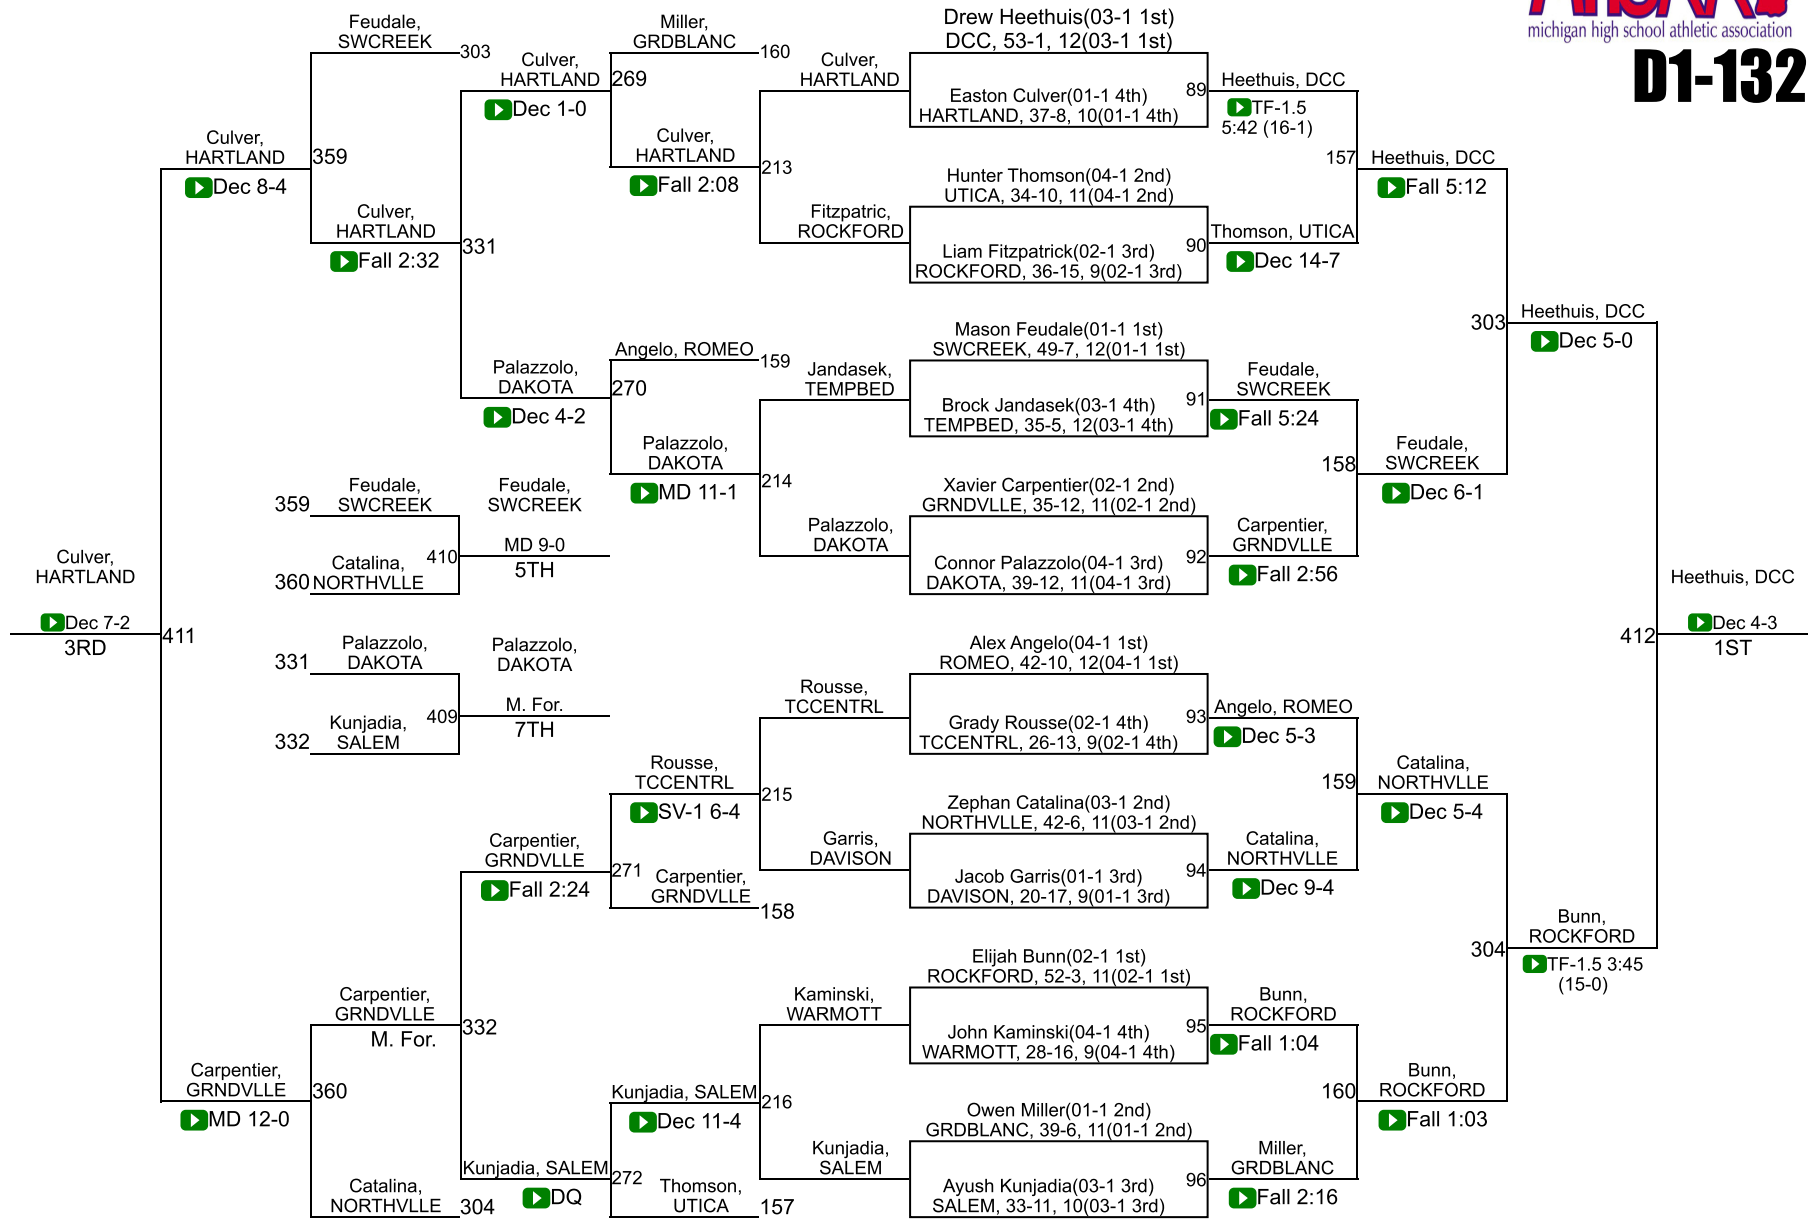 michigan high school athletic association
D1-132
Feudale,
SWCREEK
303
Culver,
HARTLAND
Dec 8-4
359
Culver,
HARTLAND
Fall 2:32
331
Culver,
HARTLAND
Dec 1-0
269
Miller,
GRDBLANC
160
Culver,
HARTLAND
Fall 2:08
213
Culver,
HARTLAND
Fitzpatric,
ROCKFORD
Palazzolo,
DAKOTA
Dec 4-2
270
Angelo, ROMEO
159
Palazzolo,
DAKOTA
MD 11-1
214
Jandasek,
TEMPBED
Palazzolo,
DAKOTA
Drew Heethuis(03-1 1st)
DCC, 53-1, 12(03-1 1st)
Easton Culver(01-1 4th)
HARTLAND, 37-8, 10(01-1 4th)
89
Heethuis, DCC
TF-1.5
5:42 (16-1)
Hunter Thomson(04-1 2nd)
UTICA, 34-10, 11(04-1 2nd)
Liam Fitzpatrick(02-1 3rd)
ROCKFORD, 36-15, 9(02-1 3rd)
90
Thomson, UTICA
Dec 14-7
157
Heethuis, DCC
Fall 5:12
Mason Feudale(01-1 1st)
SWCREEK, 49-7, 12(01-1 1st)
Brock Jandasek(03-1 4th)
TEMPBED, 35-5, 12(03-1 4th)
91
Feudale,
SWCREEK
Fall 5:24
Xavier Carpentier(02-1 2nd)
GRNDVLLE, 35-12, 11(02-1 2nd)
Connor Palazzolo(04-1 3rd)
DAKOTA, 39-12, 11(04-1 3rd)
92
Carpentier,
GRNDVLLE
Fall 2:56
158
Feudale,
SWCREEK
Dec 6-1
303
Heethuis, DCC
Dec 5-0
359
Feudale,
SWCREEK
360
Catalina,
NORTHVLLE
410
Feudale,
SWCREEK
MD 9-0
5TH
Culver,
HARTLAND
Dec 7-2
3RD
411
331
Palazzolo,
DAKOTA
332
Kunjadia,
SALEM
409
Palazzolo,
DAKOTA
M. For.
7TH
412
Heethuis, DCC
Dec 4-3
1ST
Rousse,
TCCENTRL
SV-1 6-4
215
Rousse,
TCCENTRL
Garris,
DAVISON
Carpentier,
GRNDVLLE
Fall 2:24
271
Carpentier,
GRNDVLLE
158
Alex Angelo(04-1 1st)
ROMEO, 42-10, 12(04-1 1st)
Grady Rousse(02-1 4th)
TCCENTRL, 26-13, 9(02-1 4th)
93
Angelo, ROMEO
Dec 5-3
Zephan Catalina(03-1 2nd)
NORTHVLLE, 42-6, 11(03-1 2nd)
Jacob Garris(01-1 3rd)
DAVISON, 20-17, 9(01-1 3rd)
94
Catalina,
NORTHVLLE
Dec 9-4
159
Catalina,
NORTHVLLE
Dec 5-4
304
Bunn,
ROCKFORD
TF-1.5 3:45
(15-0)
Carpentier,
GRNDVLLE
M. For.
332
Carpentier,
GRNDVLLE
MD 12-0
360
Catalina,
NORTHVLLE
304
Kunjadia, SALEM
DQ
272
Kunjadia, SALEM
Dec 11-4
216
Thomson,
UTICA
157
Kaminski,
WARMOTT
Kunjadia,
SALEM
Elijah Bunn(02-1 1st)
ROCKFORD, 52-3, 11(02-1 1st)
John Kaminski(04-1 4th)
WARMOTT, 28-16, 9(04-1 4th)
95
Bunn,
ROCKFORD
Fall 1:04
Owen Miller(01-1 2nd)
GRDBLANC, 39-6, 11(01-1 2nd)
Ayush Kunjadia(03-1 3rd)
SALEM, 33-11, 10(03-1 3rd)
96
Miller,
GRDBLANC
Fall 2:16
160
Bunn,
ROCKFORD
Fall 1:03